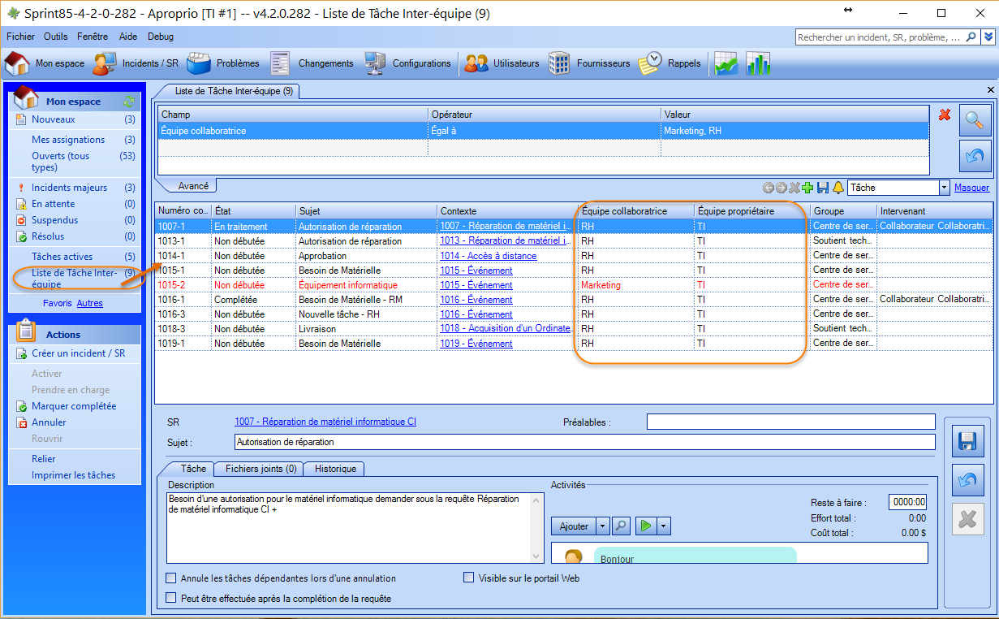 Sprint85-4-2-0-282 - Aproprio [TI #1] -- v4.2.0.282 - Liste de Tâche Inter-équipe (9)
Fichier Outils Fenêtre Aide Debug
Rechercher un incident, SR, problème, ...
Mon espace Incidents / SR Problèmes Changements Configurations Utilisateurs Fournisseurs Rappels
Mon espace
Nouveaux (3)
Mes assignations (3)
Ouverts (tous (53)
types)
Incidents majeurs (3)
En attente (0)
Suspendus (0)
Résolus (0)
Tâches actives (5)
Liste de Tâche Inter- (9)
équipe
Favoris Autres
Actions
Créer un incident / SR
Activer
Prendre en charge
Marquer complétée
Annuler
Rouvrir
Relier
Imprimer les tâches
Liste de Tâche Inter-équipe (9)
Champ Opérateur Valeur
Équipe collaboratrice Égal à Marketing, RH
Avancé
Tâche Masquer
Numéro co... État Sujet Contexte Équipe collaboratrice Équipe propriétaire Groupe Intervenant
1007-1 En traitement Autorisation de réparation 1007 - Réparation de matériel i... RH TI Centre de ser... Collaborateur Collaboratri...
1013-1 Non débutée Autorisation de réparation 1013 - Réparation de matériel i... RH TI Soutient tech...
1014-1 Non débutée Approbation 1014 - Accès à distance RH TI Centre de ser...
1015-1 Non débutée Besoin de Matérielle 1015 - Événement RH TI Centre de ser...
1015-2 Non débutée Équipement informatique 1015 - Événement Marketing TI Centre de ser...
1016-1 Complétée Besoin de Matérielle - RM 1016 - Événement RH TI Centre de ser... Collaborateur Collaboratri...
1016-3 Non débutée Nouvelle tâche - RH 1016 - Événement RH TI Centre de ser...
1018-3 Non débutée Livraison 1018 - Acquisition d'un Ordinate... RH TI Soutient tech...
1019-1 Non débutée Besoin de Matérielle 1019 - Événement RH TI Centre de ser...
SR 1007 - Réparation de matériel informatique CI Préalables :
Sujet : Autorisation de réparation
Tâche Fichiers joints (0) Historique
Description
Besoin d'une autorisation pour le matériel informatique demander sous la requête Réparation
de matériel informatique CI +
Annule les tâches dépendantes lors d'une annulation
Visible sur le portail Web
Peut être effectuée après la complétion de la requête
Activités
Reste à faire : 0000:00
Effort total : 0:00
Coût total : 0.00 $
Ajouter
Bonjour